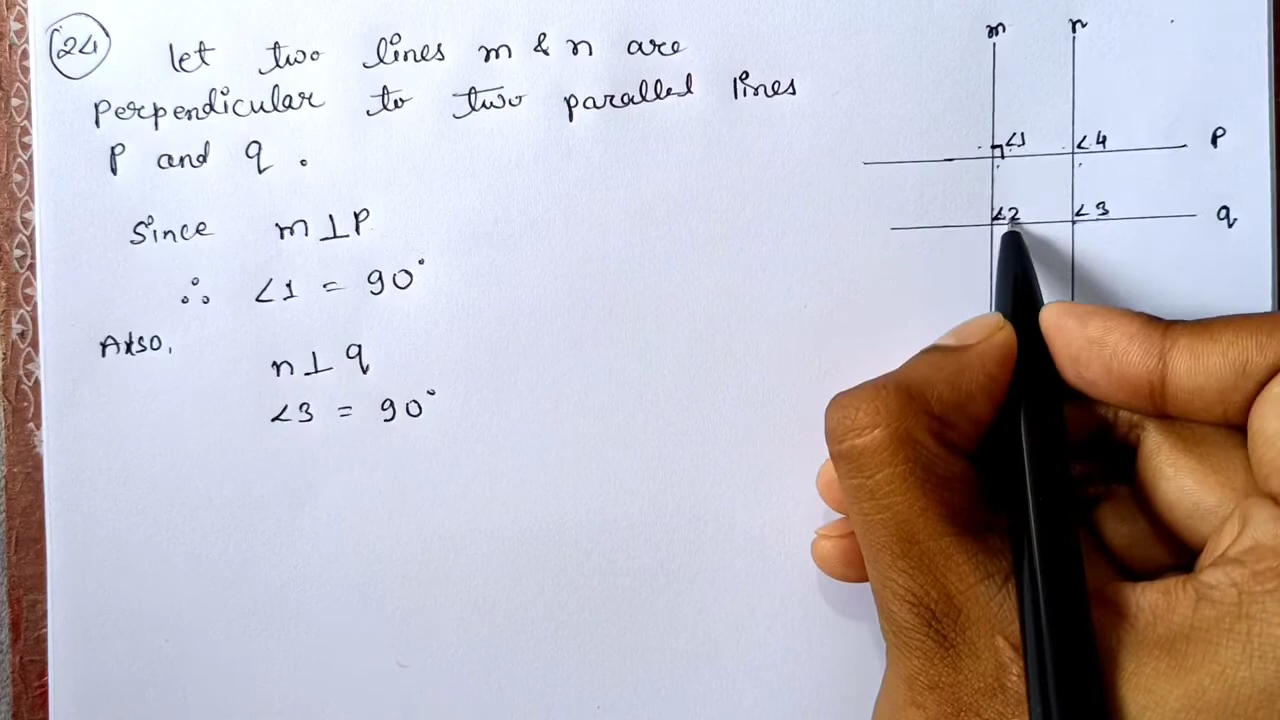 24
let two lines m & n are
perpendicular to two parallel lines
P and q .
Since m ⊥ P
∴ ∠1 = 90°
Also,
n ⊥ q
∠3 = 90°
m n
∠1 ∠4 P
∠2 ∠3 q